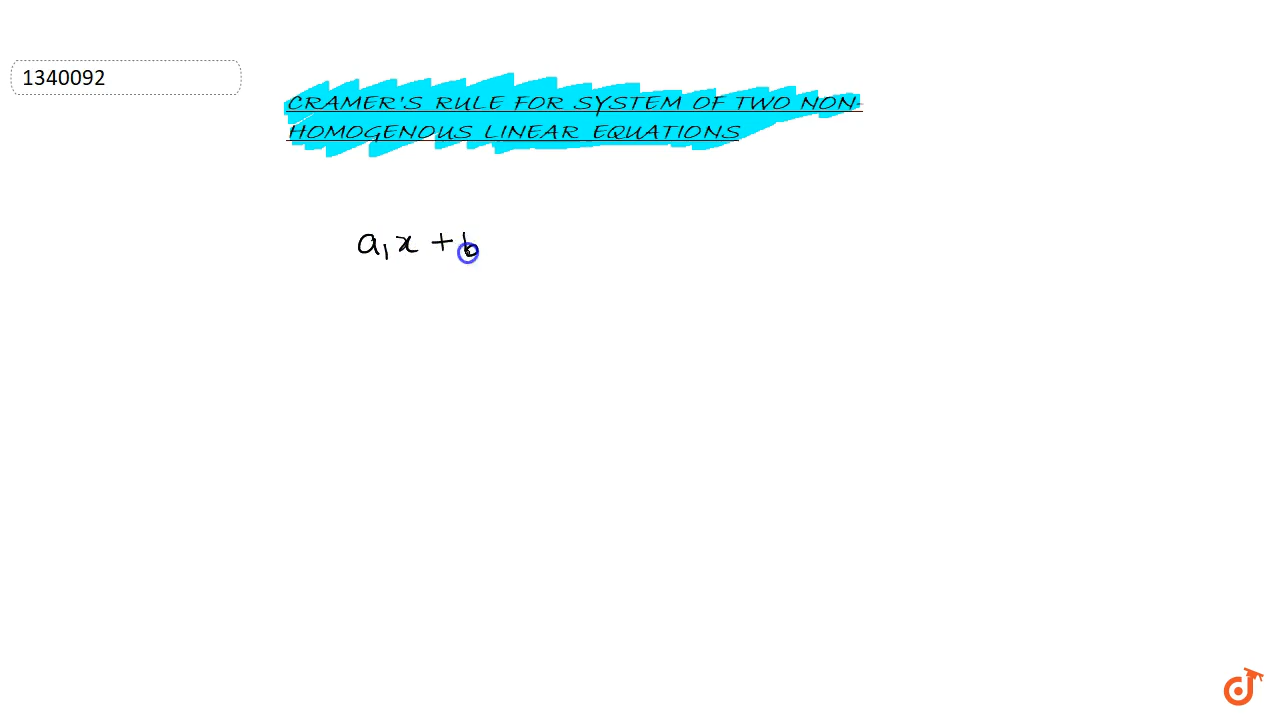 1340092
CRAMER'S RULE FOR SYSTEM OF TWO NON-
HOMOGENOUS LINEAR EQUATIONS
a₁x + b